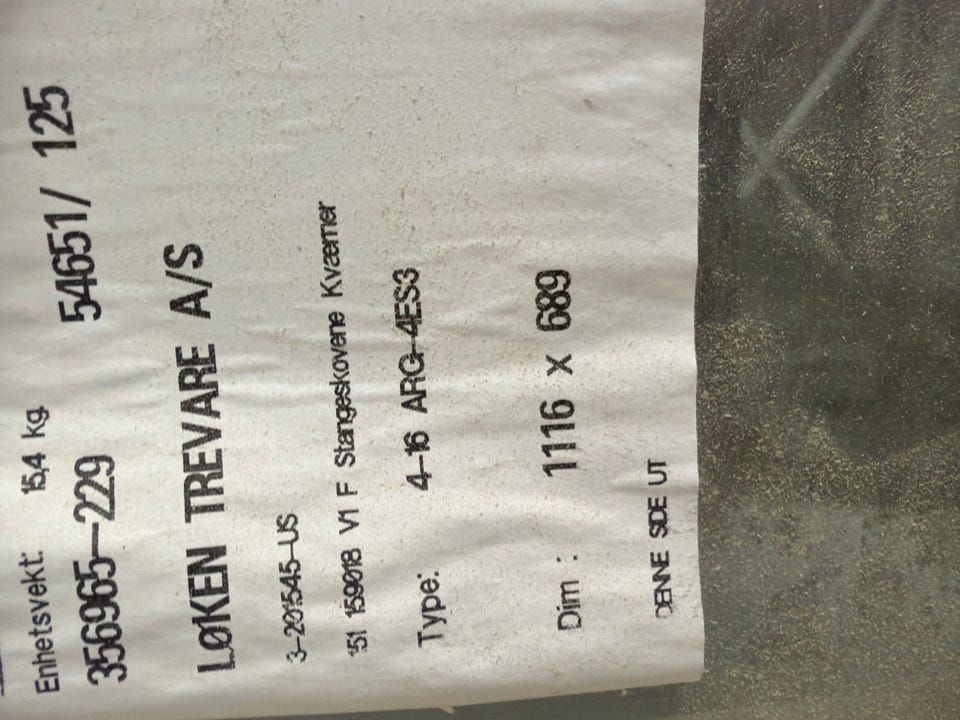 Enhetsvekt: 15,4 kg.
356965-229 54651/ 125
LØKEN TREVARE A/S
3-201545-US
151 159018 V1 F Stangeskovene Kværner
Type: 4-16 ARG-4ES3
Dim : 1116 x 689
DENNE SIDE UT